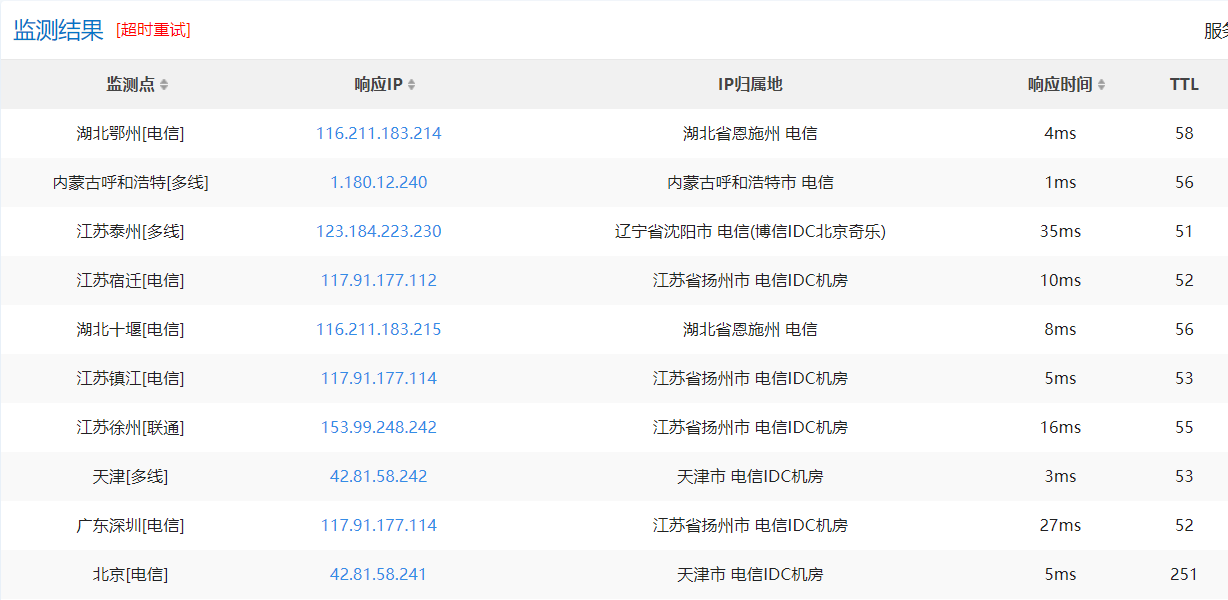 监测结果 [超时重试] 服务
监测点 响应IP IP归属地 响应时间 TTL
湖北鄂州[电信] 116.211.183.214 湖北省恩施州 电信 4ms 58
内蒙古呼和浩特[多线] 1.180.12.240 内蒙古呼和浩特市 电信 1ms 56
江苏泰州[多线] 123.184.223.230 辽宁省沈阳市 电信(博信IDC北京奇乐) 35ms 51
江苏宿迁[电信] 117.91.177.112 江苏省扬州市 电信IDC机房 10ms 52
湖北十堰[电信] 116.211.183.215 湖北省恩施州 电信 8ms 56
江苏镇江[电信] 117.91.177.114 江苏省扬州市 电信IDC机房 5ms 53
江苏徐州[联通] 153.99.248.242 江苏省扬州市 电信IDC机房 16ms 55
天津[多线] 42.81.58.242 天津市 电信IDC机房 3ms 53
广东深圳[电信] 117.91.177.114 江苏省扬州市 电信IDC机房 27ms 52
北京[电信] 42.81.58.241 天津市 电信IDC机房 5ms 251